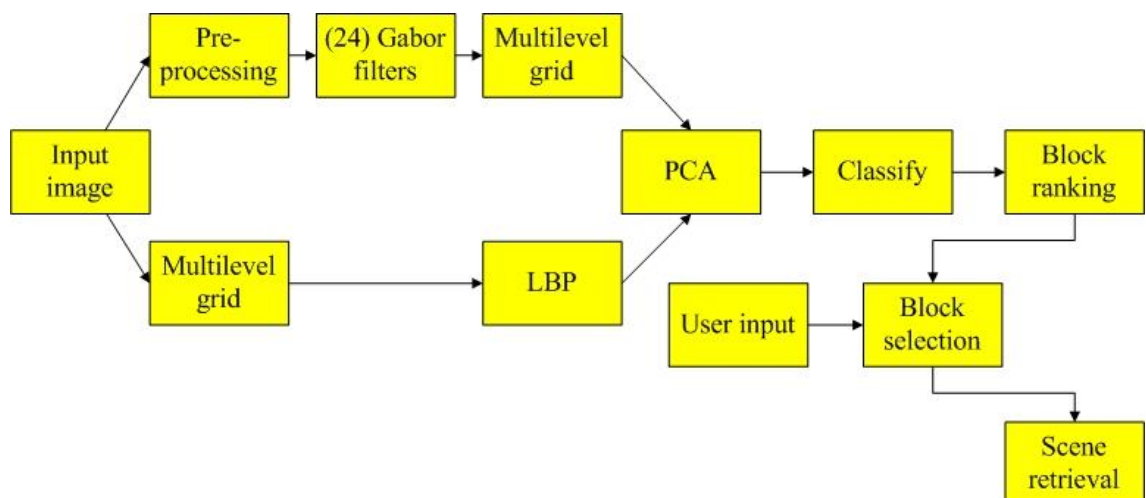 Pre-
processing
(24) Gabor
filters
Multilevel
grid
Input
image
PCA
Classify
Block
ranking
Multilevel
grid
LBP
User input
Block
selection
Scene
retrieval